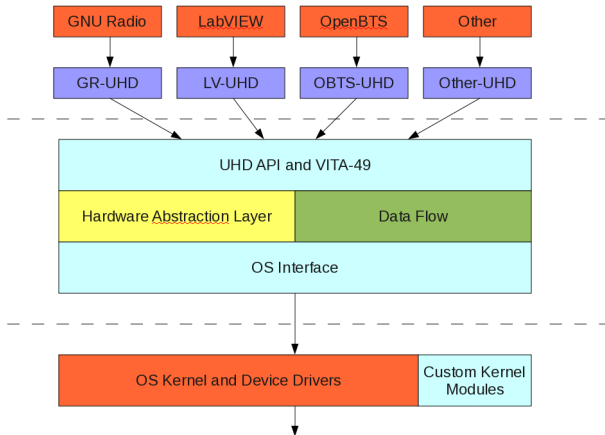 GNU Radio
LabVIEW
OpenBTS
Other
GR-UHD
LV-UHD
OBTS-UHD
Other-UHD
UHD API and VITA-49
Hardware Abstraction Layer
Data Flow
OS Interface
OS Kernel and Device Drivers
Custom Kernel
Modules